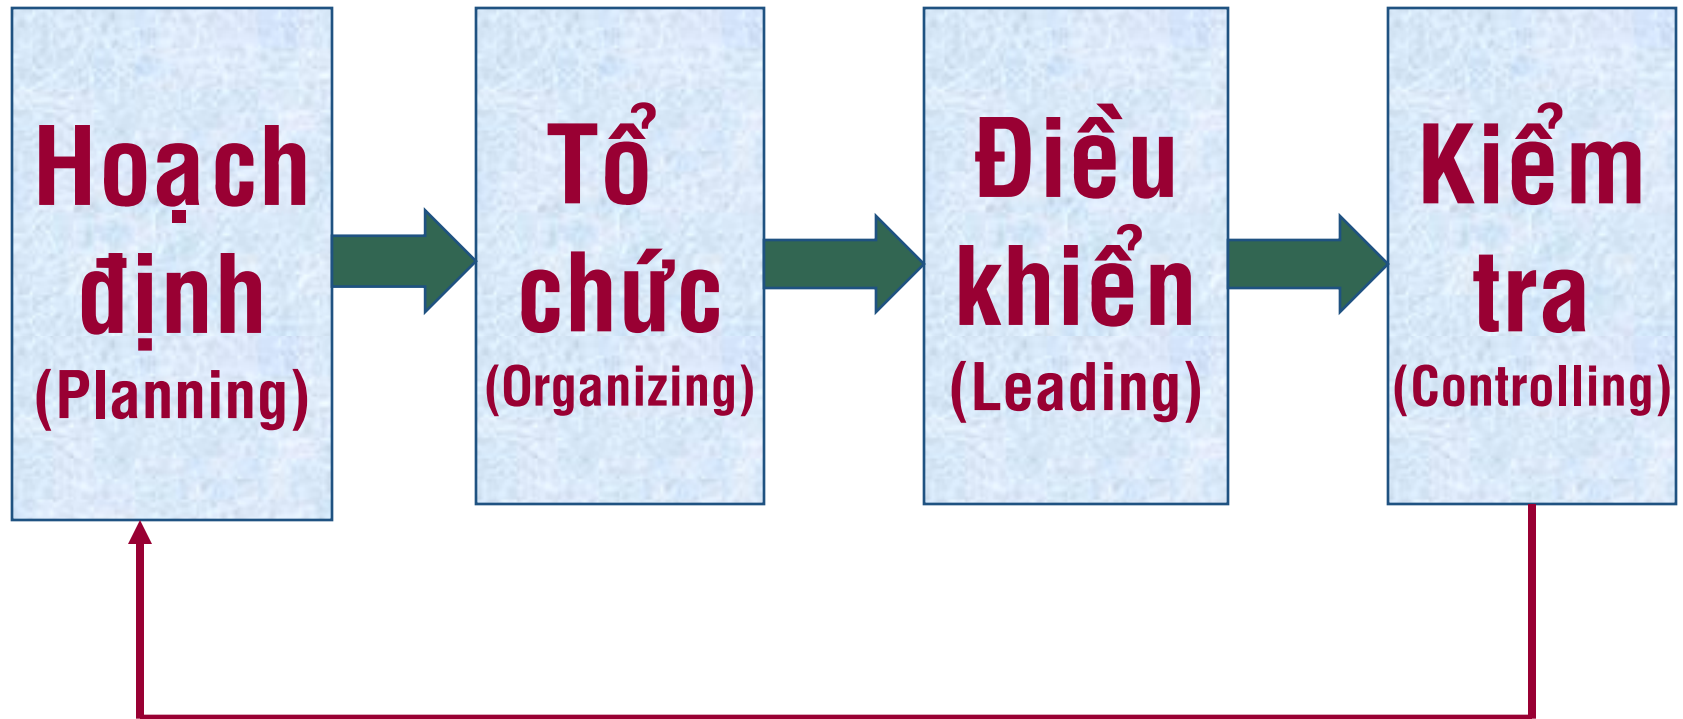 Hoạch
định
(Planning)
Tổ
chức
(Organizing)
Điều
khiển
(Leading)
Kiểm
tra
(Controlling)